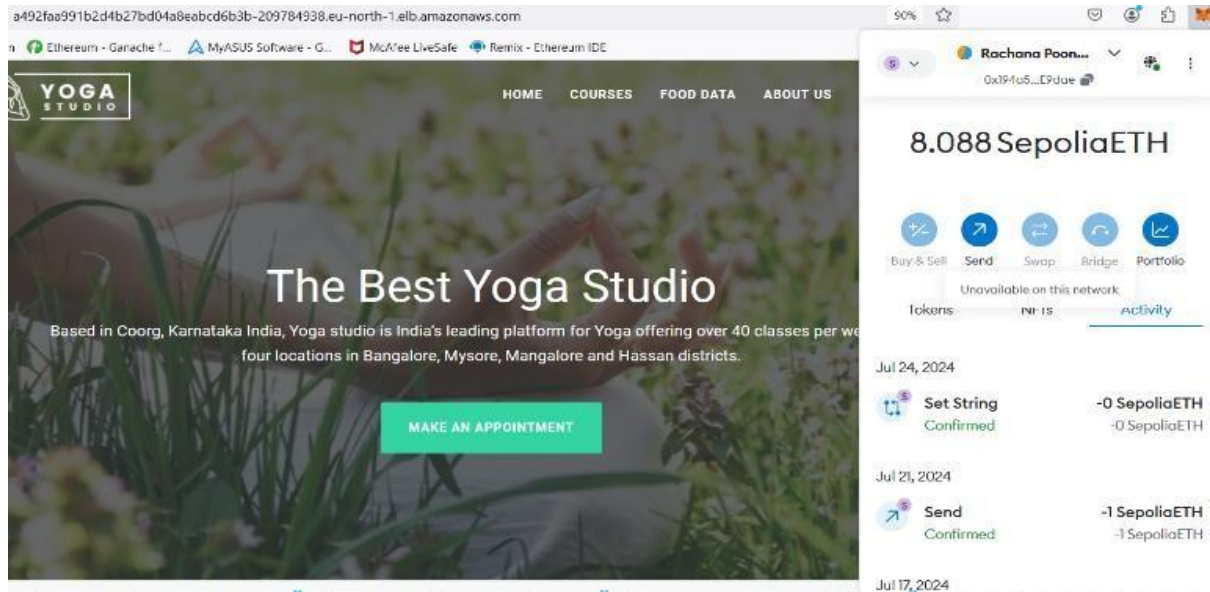 a492faa991b2d4b27bd04a8eabcd6b3b-209784938.eu-north-1.elb.amazonaws.com
90%
n Ethereum - Ganache f... MyASUS Software - G... McAfee LiveSafe Remix - Ethereum IDE
YOGA
STUDIO
HOME COURSES FOOD DATA ABOUT US
The Best Yoga Studio
Based in Coorg, Karnataka India, Yoga studio is India's leading platform for Yoga offering over 40 classes per we
four locations in Bangalore, Mysore, Mangalore and Hassan districts.
MAKE AN APPOINTMENT
S Rachana Poon...
0x194a5...E9dae
8.088 SepoliaETH
Buy & Sell Send Swap Bridge Portfolio
Unavailable on this network.
Tokens NFTs Activity
Jul 24, 2024
S Set String -0 SepoliaETH
Confirmed -0 SepoliaETH
Jul 21, 2024
S Send -1 SepoliaETH
Confirmed -1 SepoliaETH
Jul 17, 2024